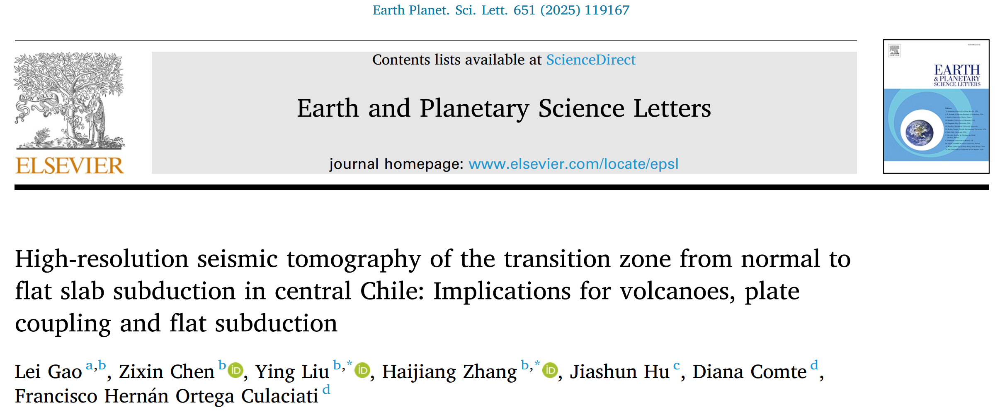 Earth Planet. Sci. Lett. 651 (2025) 119167
Contents lists available at ScienceDirect
Earth and Planetary Science Letters
journal homepage: www.elsevier.com/locate/epsl
NON SOLUS
ELSEVIER
EARTH
& PLANETARY
SCIENCE LETTERS
High-resolution seismic tomography of the transition zone from normal to
flat slab subduction in central Chile: Implications for volcanoes, plate
coupling and flat subduction
Lei Gao a,b, Zixin Chen b iD, Ying Liu b,* iD, Haijiang Zhang b,* iD, Jiashun Hu c, Diana Comte d,
Francisco Hernán Ortega Culaciati d